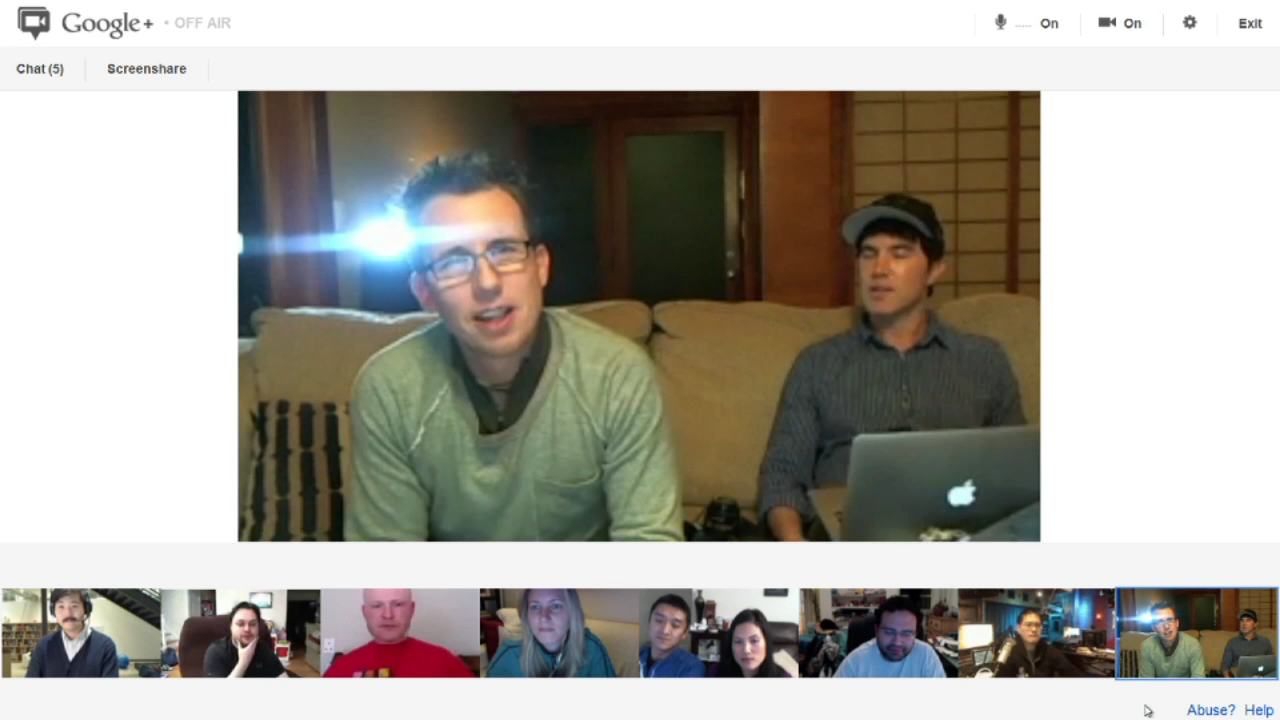 Google+ • OFF AIR
On
On
Exit
Chat (5)
Screenshare
Abuse? Help